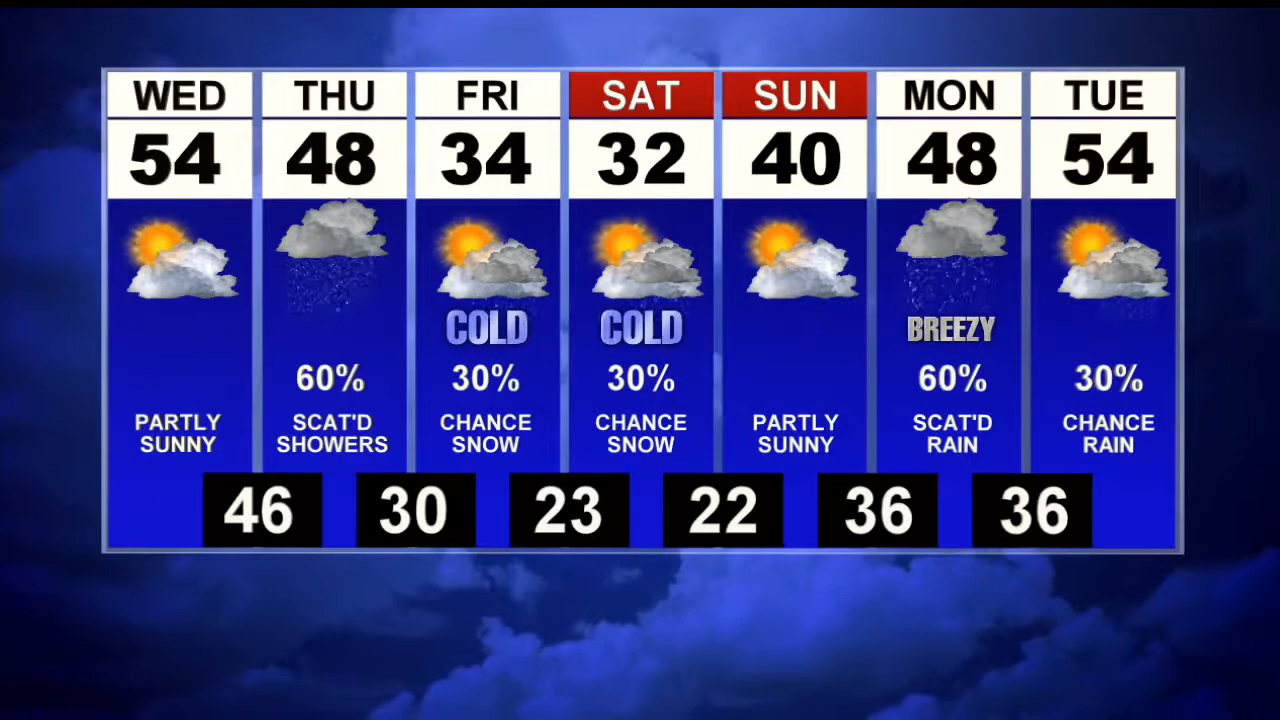 WED THU FRI SAT SUN MON TUE
54 48 34 32 40 48 54
COLD COLD BREEZY
60% 30% 30% 60% 30%
PARTLY SCAT'D CHANCE CHANCE PARTLY SCAT'D CHANCE
SUNNY SHOWERS SNOW SNOW SUNNY RAIN RAIN
46 30 23 22 36 36